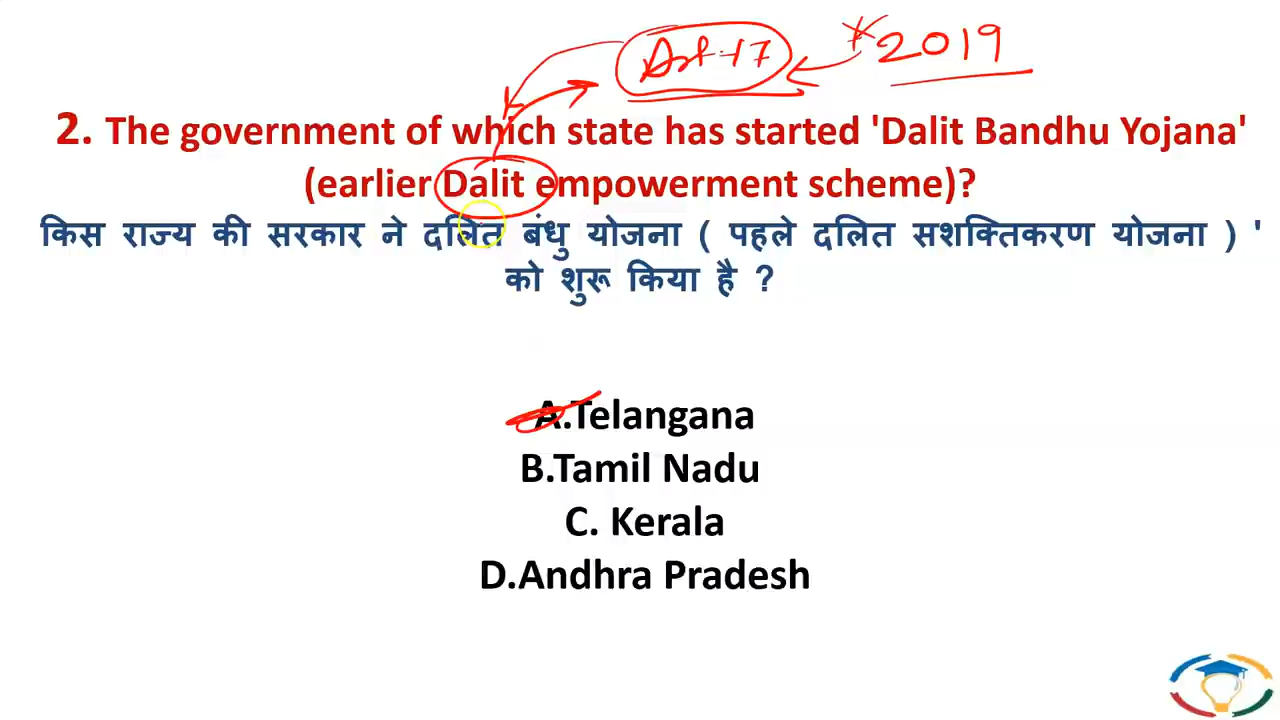 Art-17 * 2019
2. The government of which state has started 'Dalit Bandhu Yojana'
(earlier Dalit empowerment scheme)?
किस राज्य की सरकार ने दलित बंधु योजना ( पहले दलित सशक्तिकरण योजना ) '
को शुरू किया है ?
A.Telangana
B.Tamil Nadu
C. Kerala
D.Andhra Pradesh